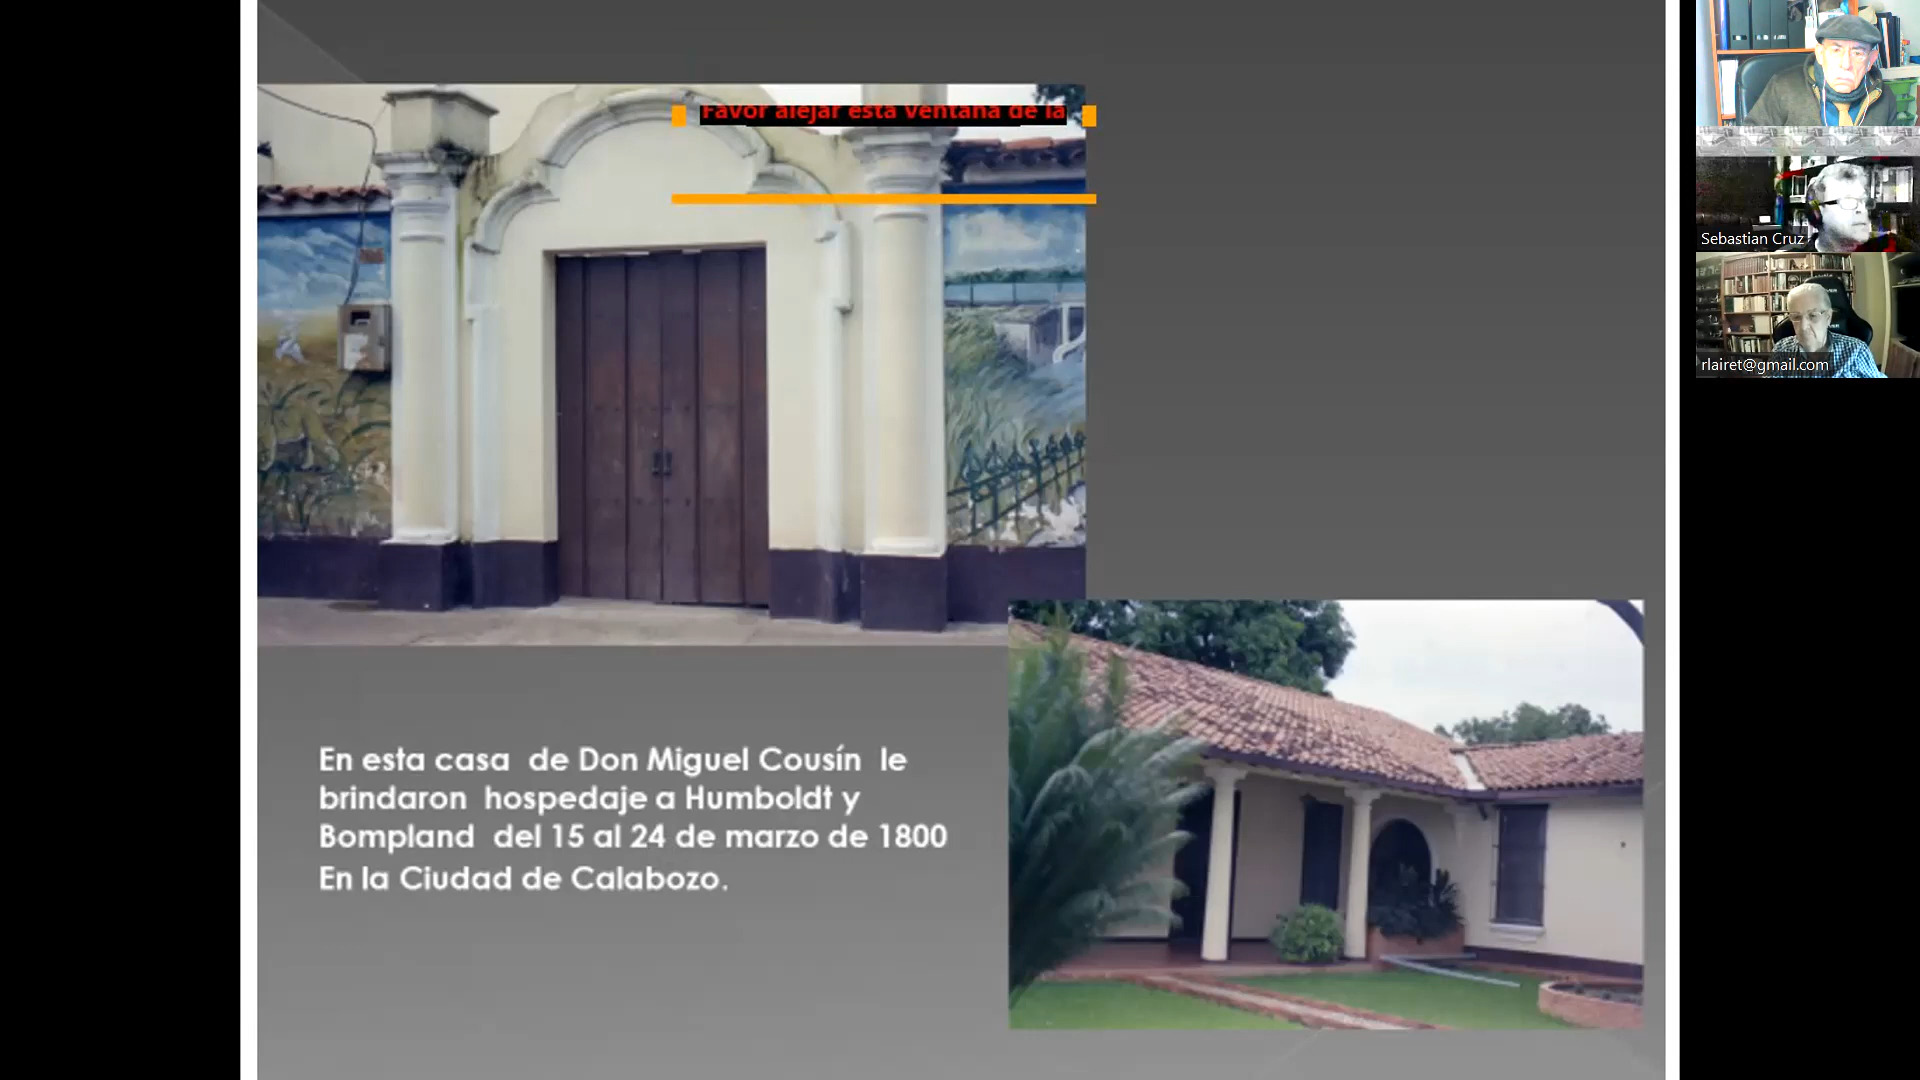 Favor alejar esta ventana de la
En esta casa de Don Miguel Cousín le
brindaron hospedaje a Humboldt y
Bompland del 15 al 24 de marzo de 1800
En la Ciudad de Calabozo.
Sebastian Cruz
rlairet@gmail.com